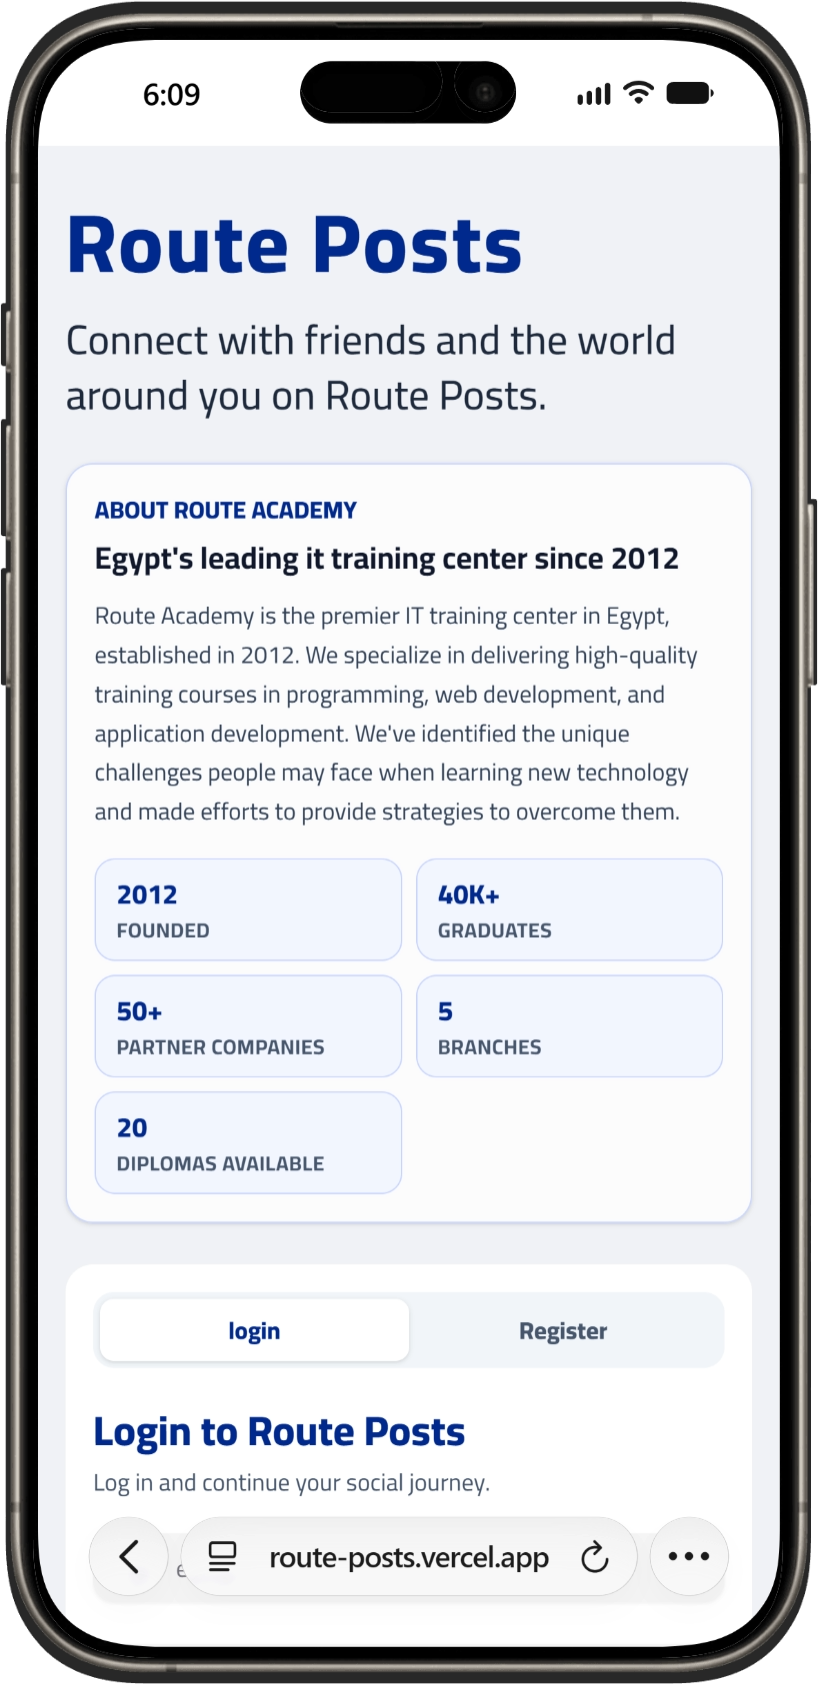 6:09
Route Posts
Connect with friends and the world
around you on Route Posts.
ABOUT ROUTE ACADEMY
Egypt's leading it training center since 2012
Route Academy is the premier IT training center in Egypt,
established in 2012. We specialize in delivering high-quality
training courses in programming, web development, and
application development. We've identified the unique
challenges people may face when learning new technology
and made efforts to provide strategies to overcome them.
2012
FOUNDED
40K+
GRADUATES
50+
PARTNER COMPANIES
5
BRANCHES
20
DIPLOMAS AVAILABLE
login
Register
Login to Route Posts
Log in and continue your social journey.
route-posts.vercel.app